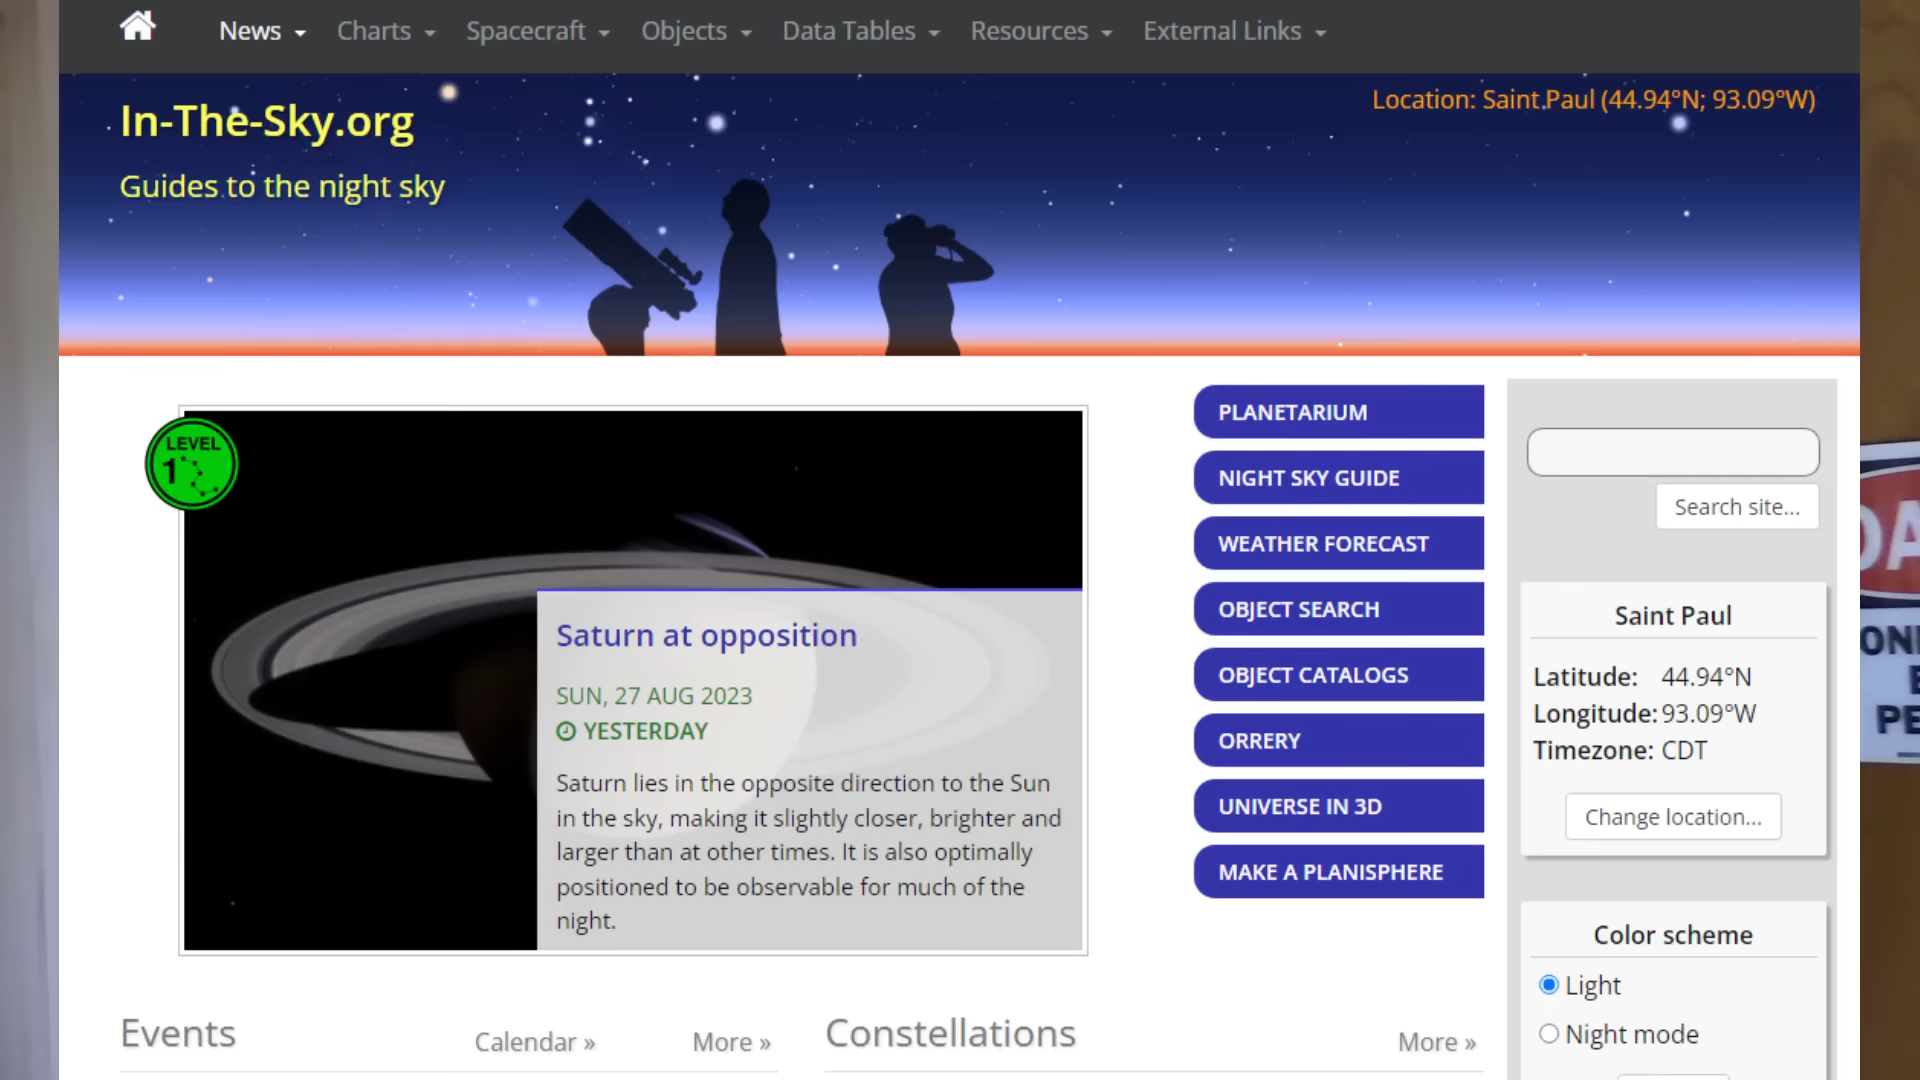 News
Charts
Spacecraft
Objects
Data Tables
Resources
External Links
In-The-Sky.org
Guides to the night sky
Location: Saint Paul (44.94°N; 93.09°W)
LEVEL
1
Saturn at opposition
SUN, 27 AUG 2023
YESTERDAY
Saturn lies in the opposite direction to the Sun
in the sky, making it slightly closer, brighter and
larger than at other times. It is also optimally
positioned to be observable for much of the
night.
PLANETARIUM
NIGHT SKY GUIDE
WEATHER FORECAST
OBJECT SEARCH
OBJECT CATALOGS
ORRERY
UNIVERSE IN 3D
MAKE A PLANISPHERE
Search site...
Saint Paul
Latitude: 44.94°N
Longitude: 93.09°W
Timezone: CDT
Change location...
Color scheme
Light
Night mode
Events
Calendar »
More »
Constellations
More »